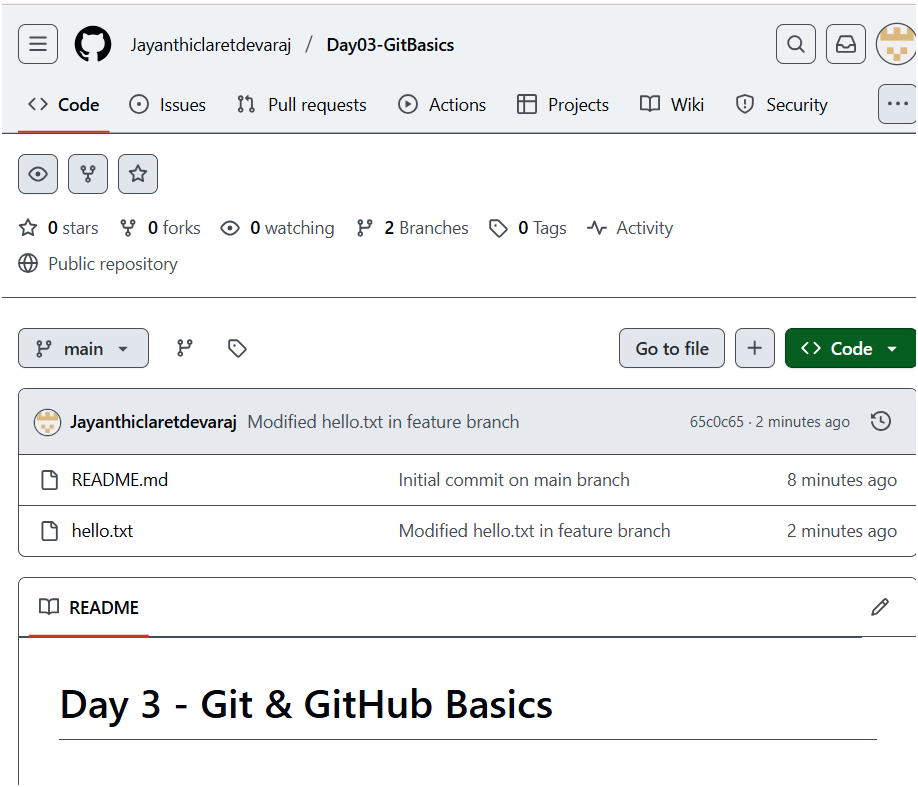 Jayanthiclaretdevaraj / Day03-GitBasics
Code Issues Pull requests Actions Projects Wiki Security
0 stars 0 forks 0 watching 2 Branches 0 Tags Activity
Public repository
main Go to file Code
Jayanthiclaretdevaraj Modified hello.txt in feature branch 65c0c65 · 2 minutes ago
README.md Initial commit on main branch 8 minutes ago
hello.txt Modified hello.txt in feature branch 2 minutes ago
README
Day 3 - Git & GitHub Basics